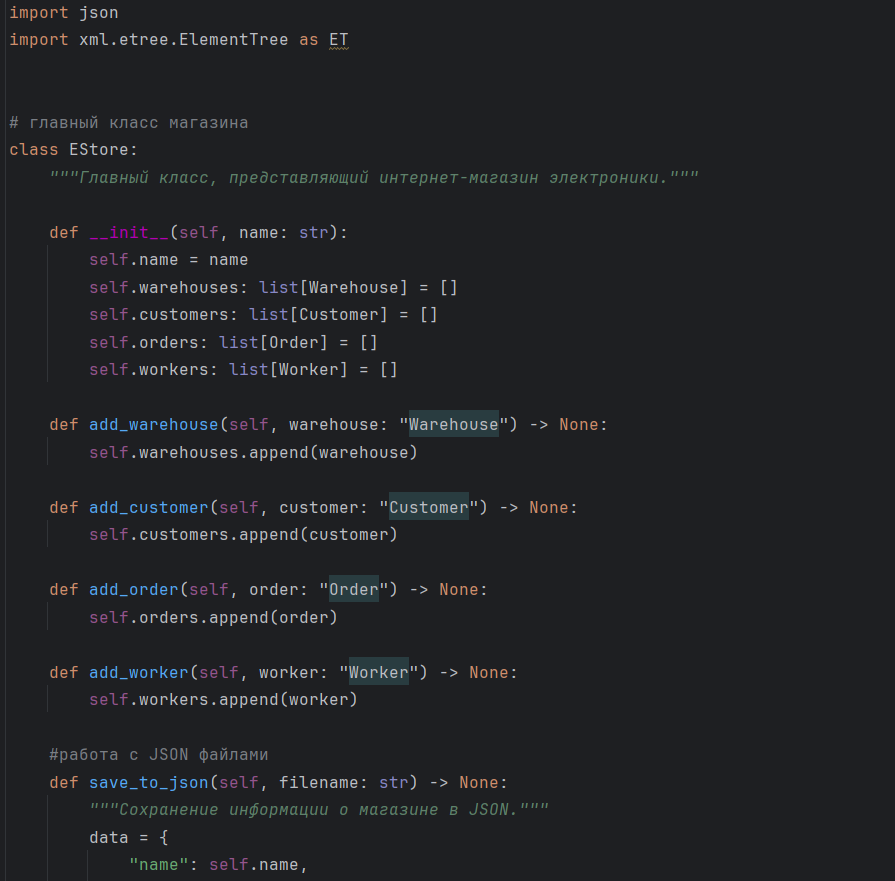 import json
import xml.etree.ElementTree as ET
# главный класс магазина
class EStore:
    """Главный класс, представляющий интернет-магазин электроники."""
    def __init__(self, name: str):
        self.name = name
        self.warehouses: list[Warehouse] = []
        self.customers: list[Customer] = []
        self.orders: list[Order] = []
        self.workers: list[Worker] = []
    def add_warehouse(self, warehouse: "Warehouse") -> None:
        self.warehouses.append(warehouse)
    def add_customer(self, customer: "Customer") -> None:
        self.customers.append(customer)
    def add_order(self, order: "Order") -> None:
        self.orders.append(order)
    def add_worker(self, worker: "Worker") -> None:
        self.workers.append(worker)
    #работа с JSON файлами
    def save_to_json(self, filename: str) -> None:
        """Сохранение информации о магазине в JSON."""
        data = {
            "name": self.name,